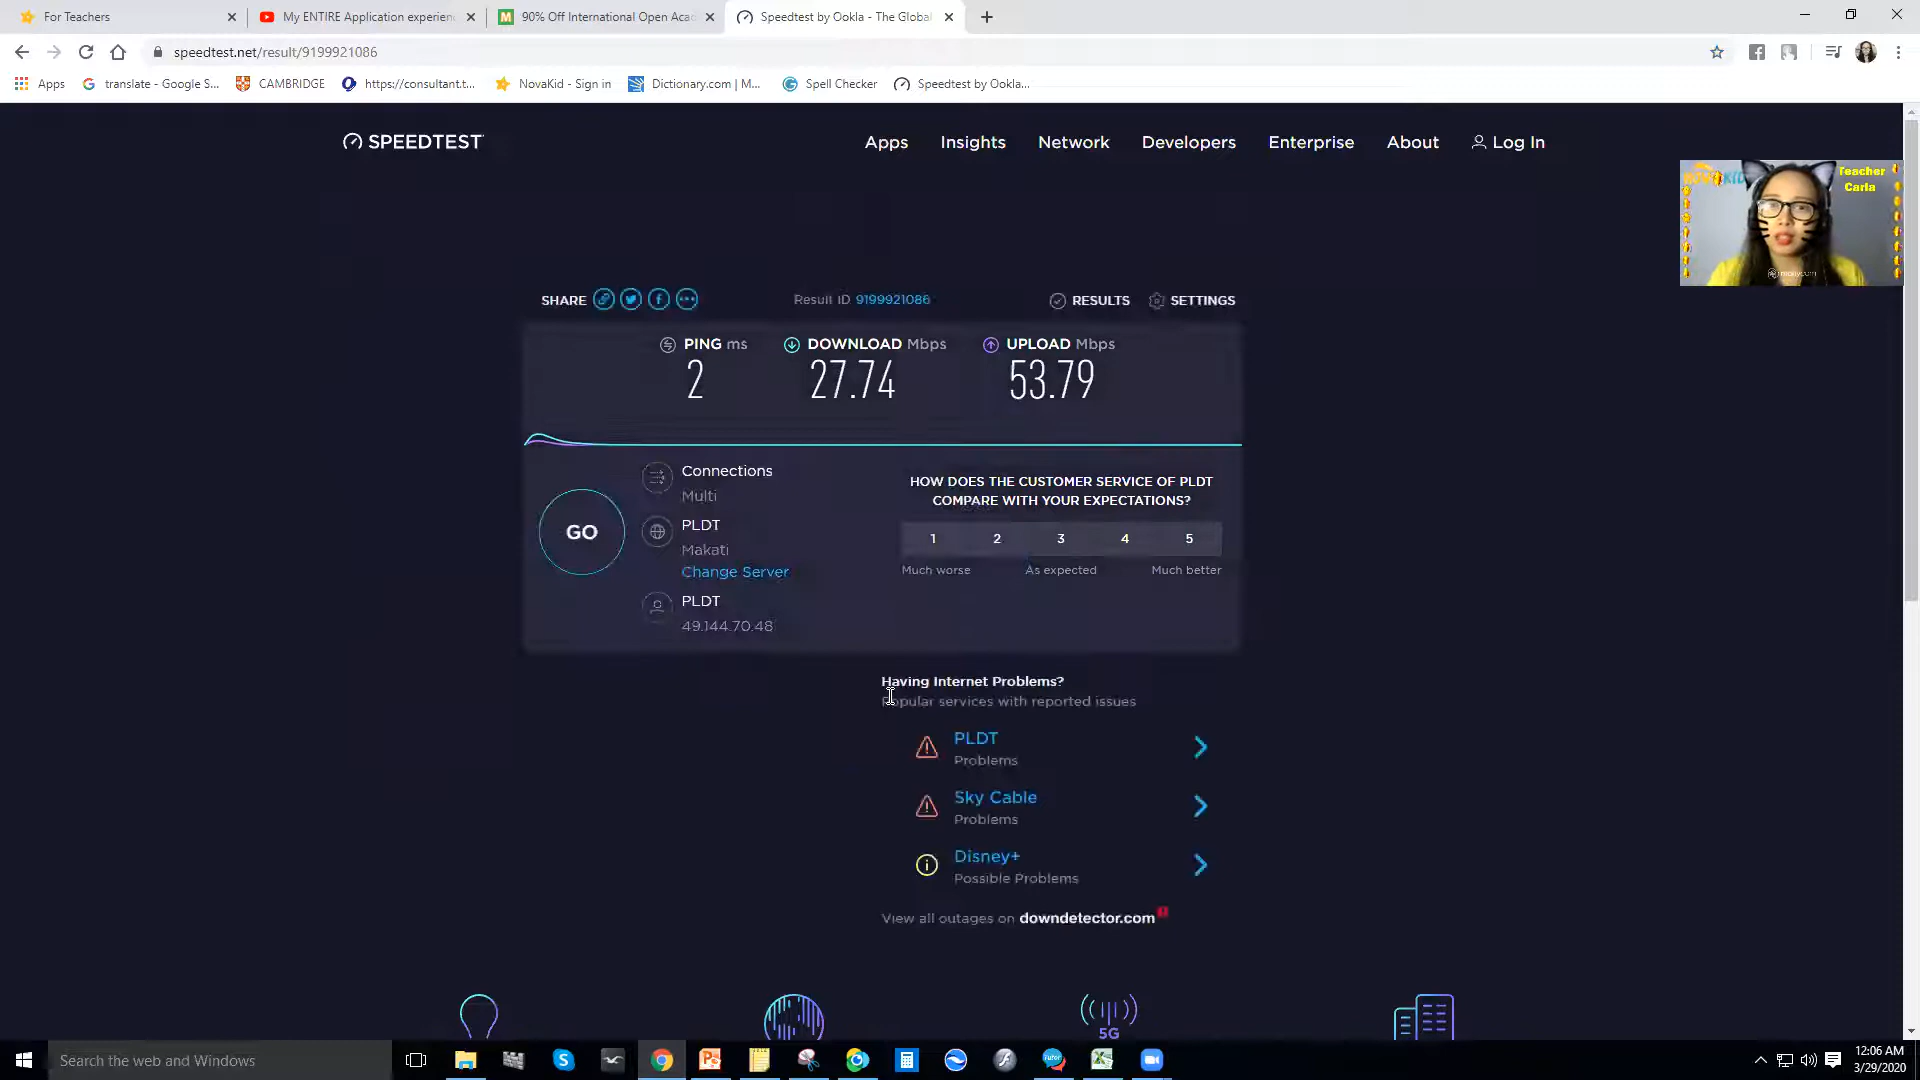 For Teachers
My ENTIRE Application experien
90% Off International Open Aca
Speedtest by Ookla - The Global
speedtest.net/result/9199921086
Apps
translate - Google S...
CAMBRIDGE
https://consultant.t...
NovaKid - Sign in
Dictionary.com | M...
Spell Checker
Speedtest by Ookla...
SPEEDTEST
Apps
Insights
Network
Developers
Enterprise
About
Log In
Teacher
Carla
SHARE
Result ID 9199921086
RESULTS
SETTINGS
PING ms
DOWNLOAD Mbps
UPLOAD Mbps
2
27.74
53.79
GO
Connections
Multi
PLDT
Makati
Change Server
PLDT
49.144.70.48
HOW DOES THE CUSTOMER SERVICE OF PLDT
COMPARE WITH YOUR EXPECTATIONS?
1 2 3 4 5
Much worse
As expected
Much better
Having Internet Problems?
Popular services with reported issues
PLDT
Problems
Sky Cable
Problems
Disney+
Possible Problems
View all outages on downdetector.com
5G
Search the web and Windows
12:06 AM
3/29/2020